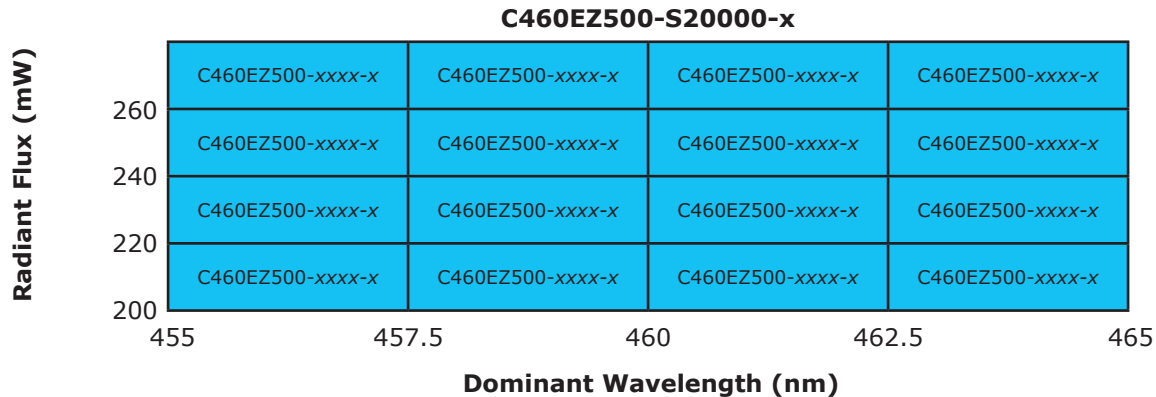 C460EZ500-S20000-x
Radiant Flux (mW)
C460EZ500-xxxx-x C460EZ500-xxxx-x C460EZ500-xxxx-x C460EZ500-xxxx-x
260
C460EZ500-xxxx-x C460EZ500-xxxx-x C460EZ500-xxxx-x C460EZ500-xxxx-x
240
C460EZ500-xxxx-x C460EZ500-xxxx-x C460EZ500-xxxx-x C460EZ500-xxxx-x
220
C460EZ500-xxxx-x C460EZ500-xxxx-x C460EZ500-xxxx-x C460EZ500-xxxx-x
200
455 457.5 460 462.5 465
Dominant Wavelength (nm)